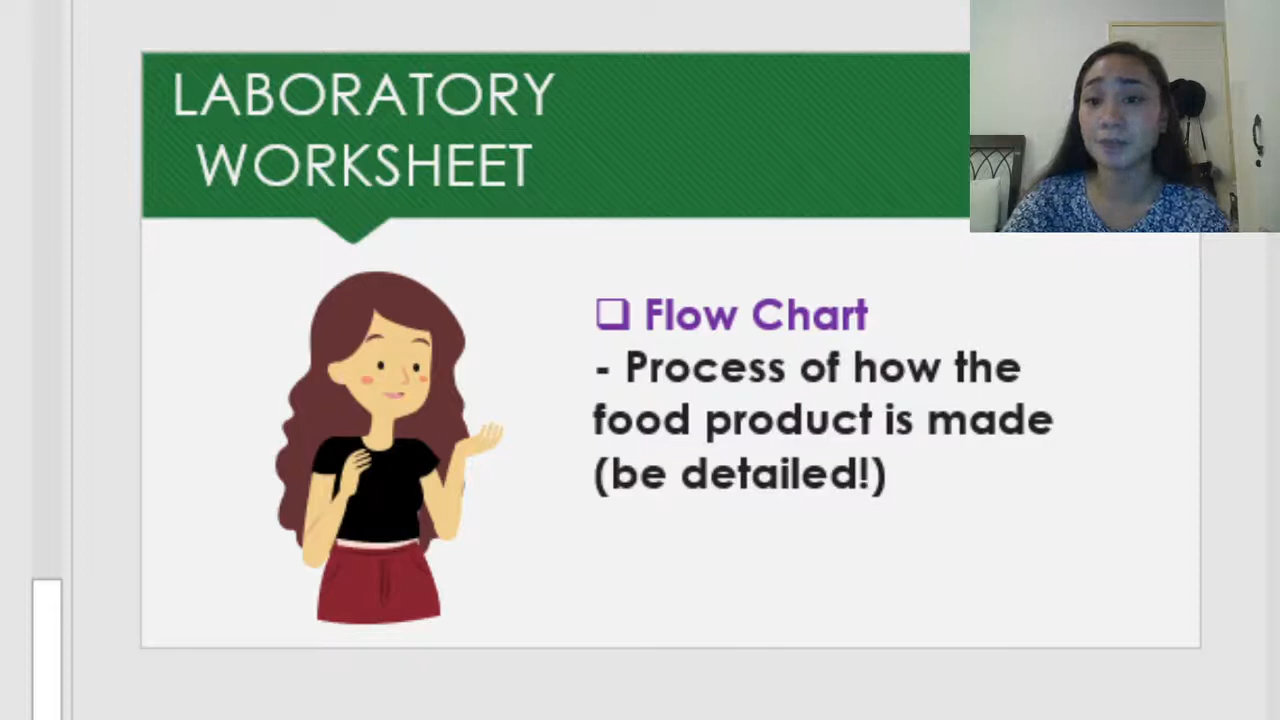 LABORATORY
WORKSHEET
❑ Flow Chart
- Process of how the
food product is made
(be detailed!)